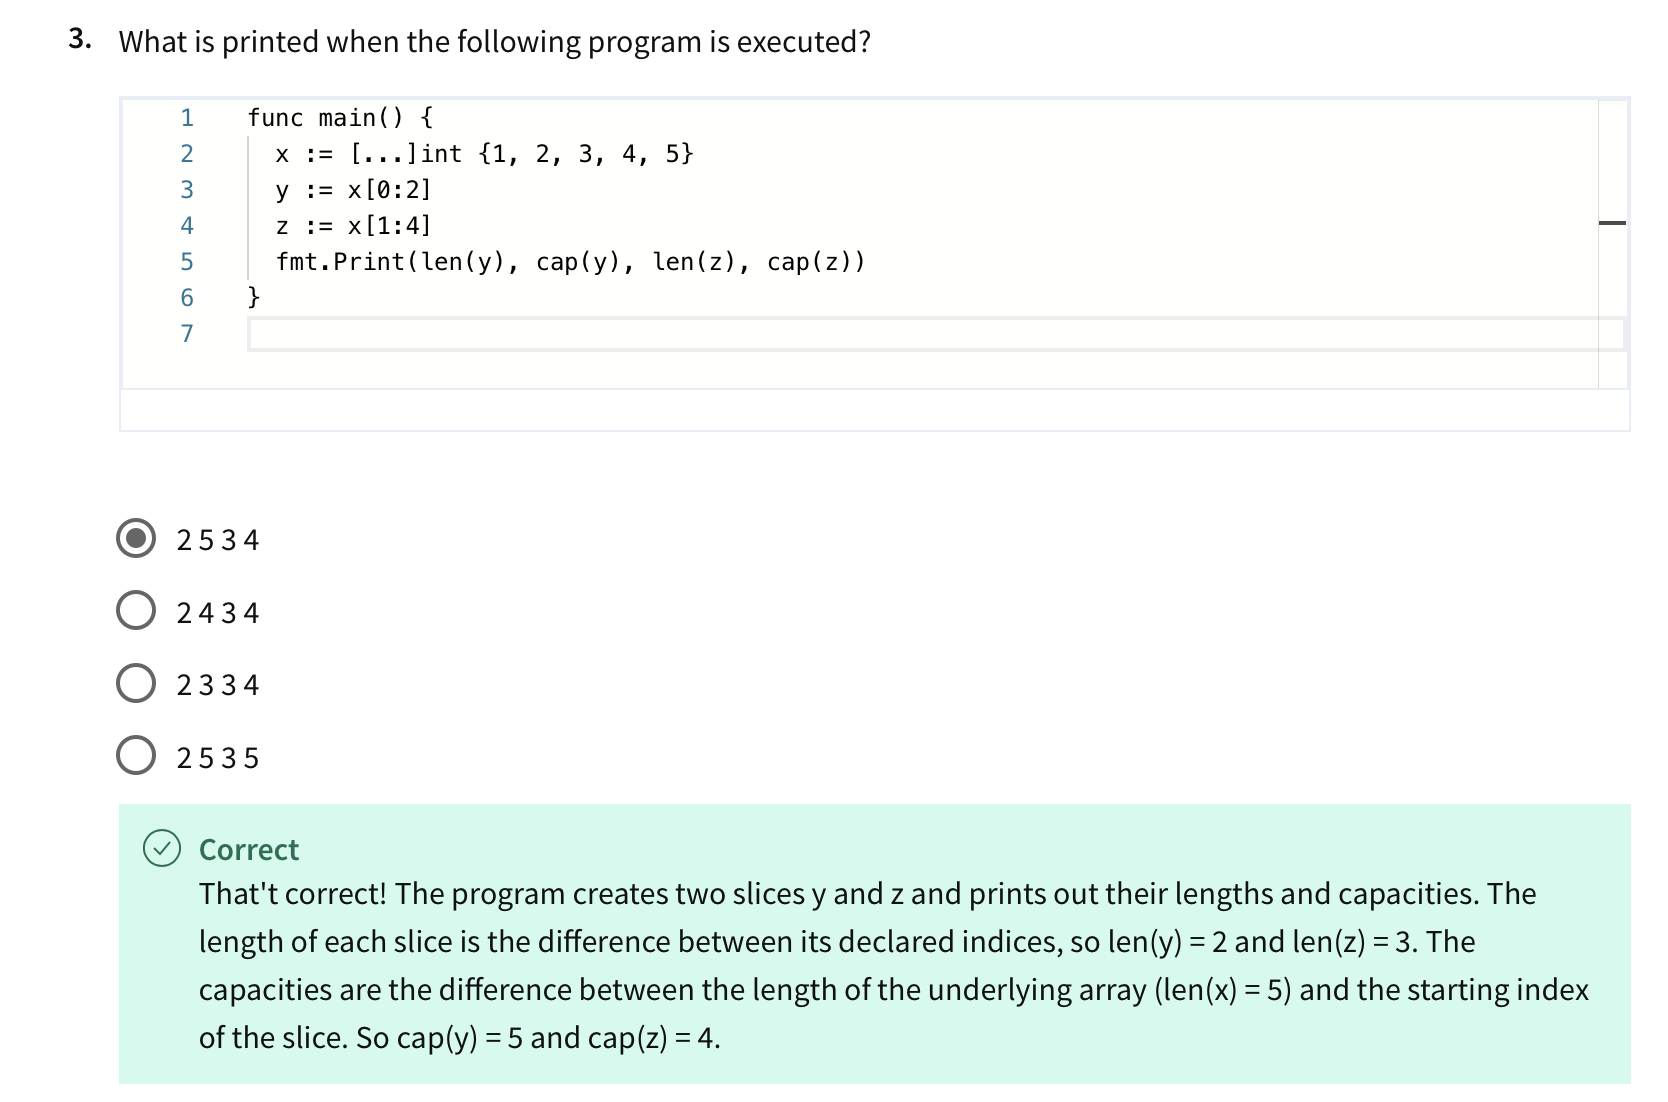 3. What is printed when the following program is executed?
1 func main() {
2 x := [...]int {1, 2, 3, 4, 5}
3 y := x[0:2]
4 z := x[1:4]
5 fmt.Print(len(y), cap(y), len(z), cap(z))
6 }
7
2 5 3 4
2 4 3 4
2 3 3 4
2 5 3 5
Correct
That't correct! The program creates two slices y and z and prints out their lengths and capacities. The
length of each slice is the difference between its declared indices, so len(y) = 2 and len(z) = 3. The
capacities are the difference between the length of the underlying array (len(x) = 5) and the starting index
of the slice. So cap(y) = 5 and cap(z) = 4.